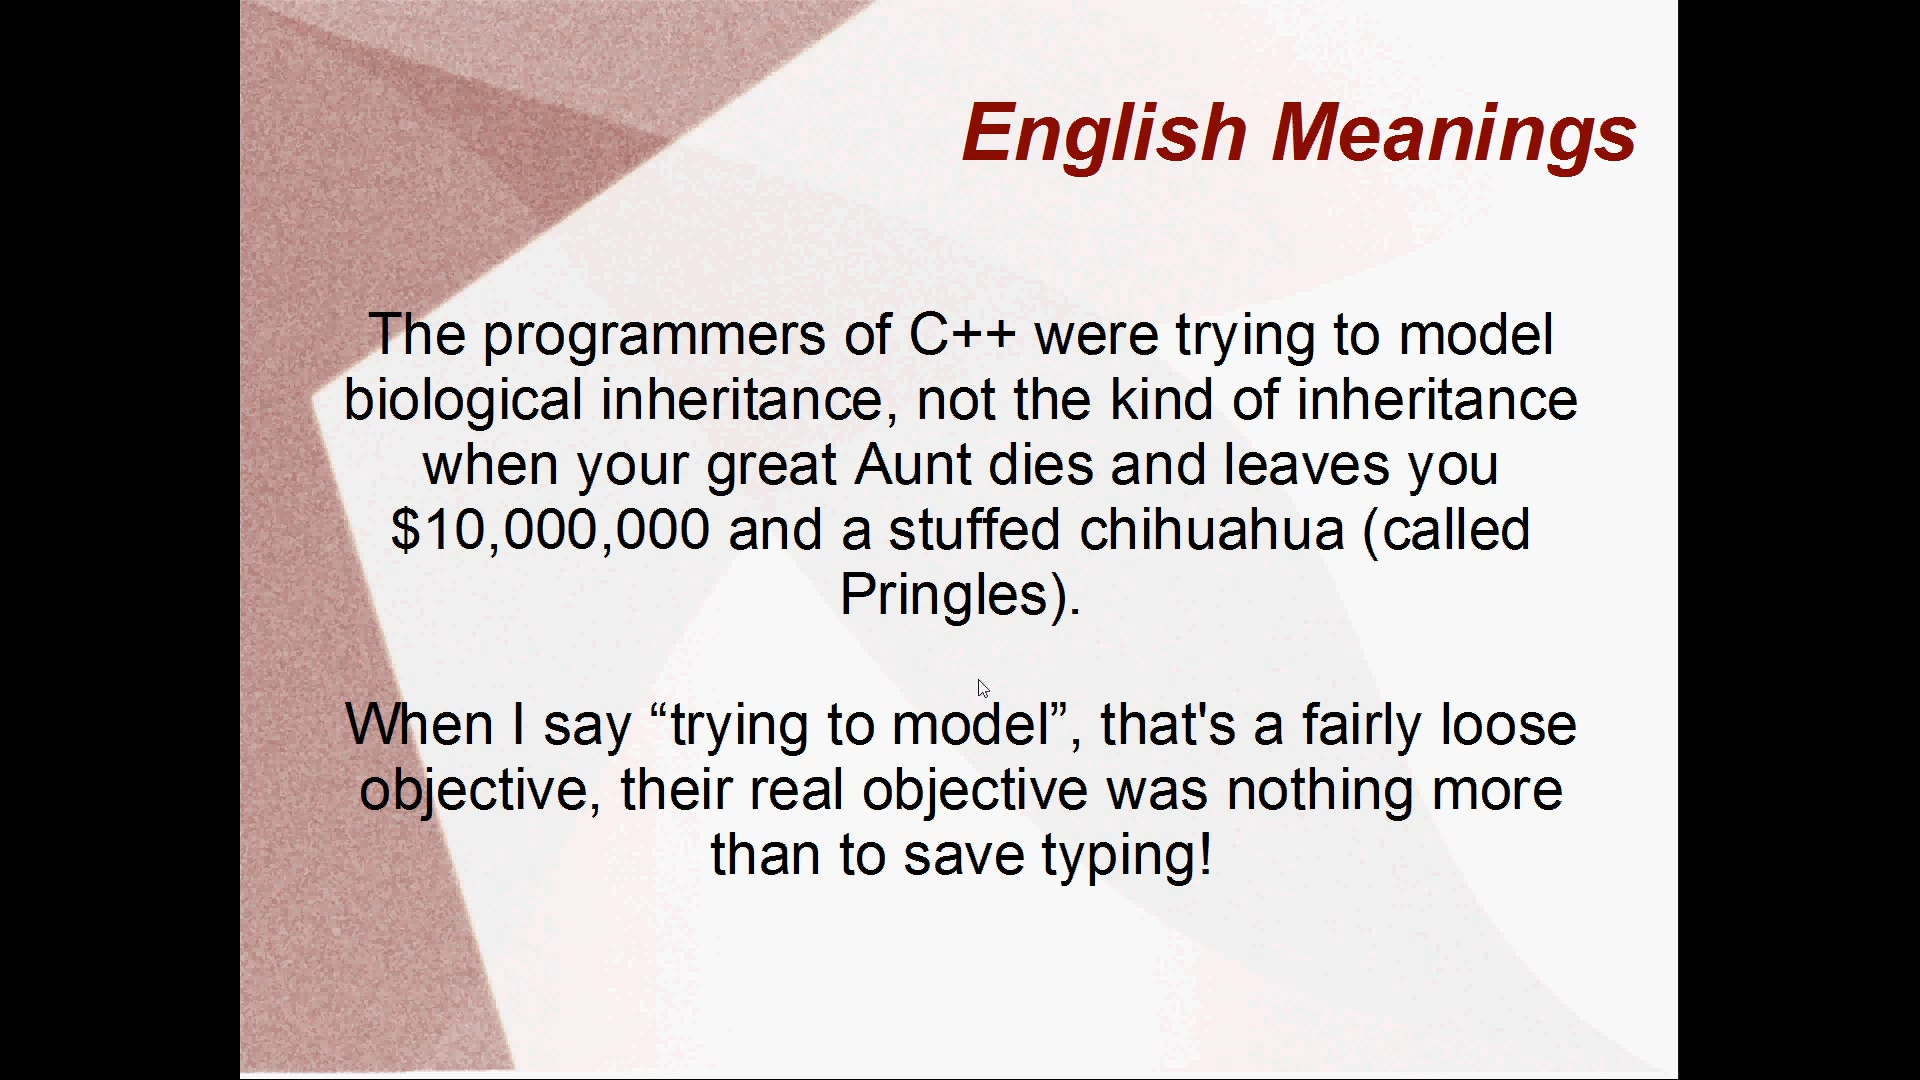 English Meanings
The programmers of C++ were trying to model
biological inheritance, not the kind of inheritance
when your great Aunt dies and leaves you
$10,000,000 and a stuffed chihuahua (called
Pringles).
When I say “trying to model”, that's a fairly loose
objective, their real objective was nothing more
than to save typing!